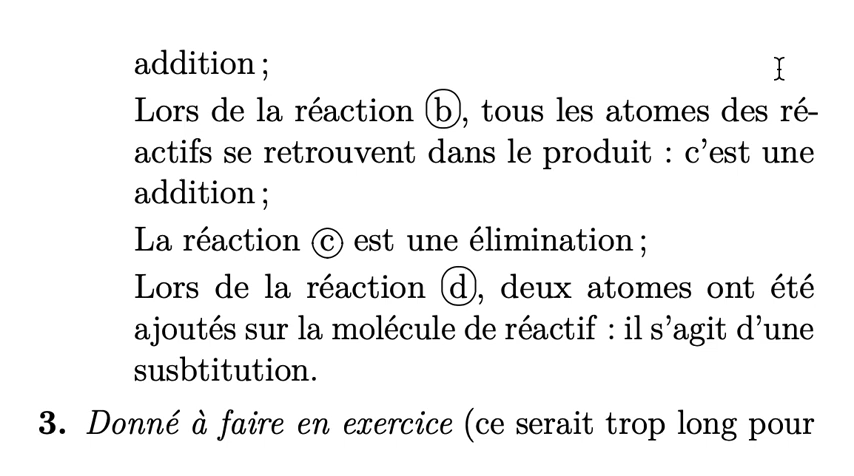 addition ;
Lors de la réaction ⓑ, tous les atomes des ré-
actifs se retrouvent dans le produit : c'est une
addition ;
La réaction ⓒ est une élimination ;
Lors de la réaction ⓓ, deux atomes ont été
ajoutés sur la molécule de réactif : il s'agit d'une
susbtitution.
3. Donné à faire en exercice (ce serait trop long pour